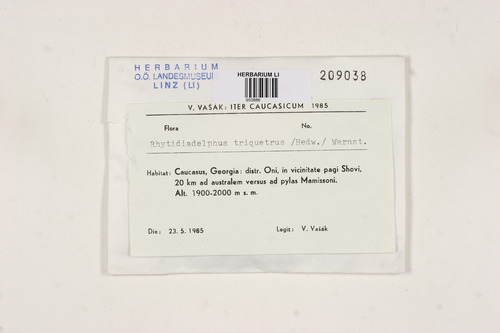 HERBARIUM
O.Ö. LANDESMUSEUM
LINZ (LI)
HERBARIUM LI
209038
V. VAŠÁK: ITER CAUCASICUM 1985
Flora No.
Rhytidiadelphus triquetrus /Hedw./ Warnst.
Habitat: Caucasus, Georgia: distr. Oni, in vicinitate pagi Shovi,
20 km ad australem versus ad pylas Mamissoni.
Alt. 1900-2000 m s. m.
Die: 23. 5. 1985 Legit: V. Vašák